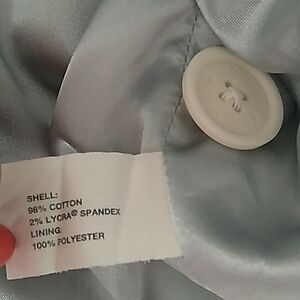 SHELL:
98% COTTON
2% LYCRA® SPANDEX
LINING:
100% POLYESTER